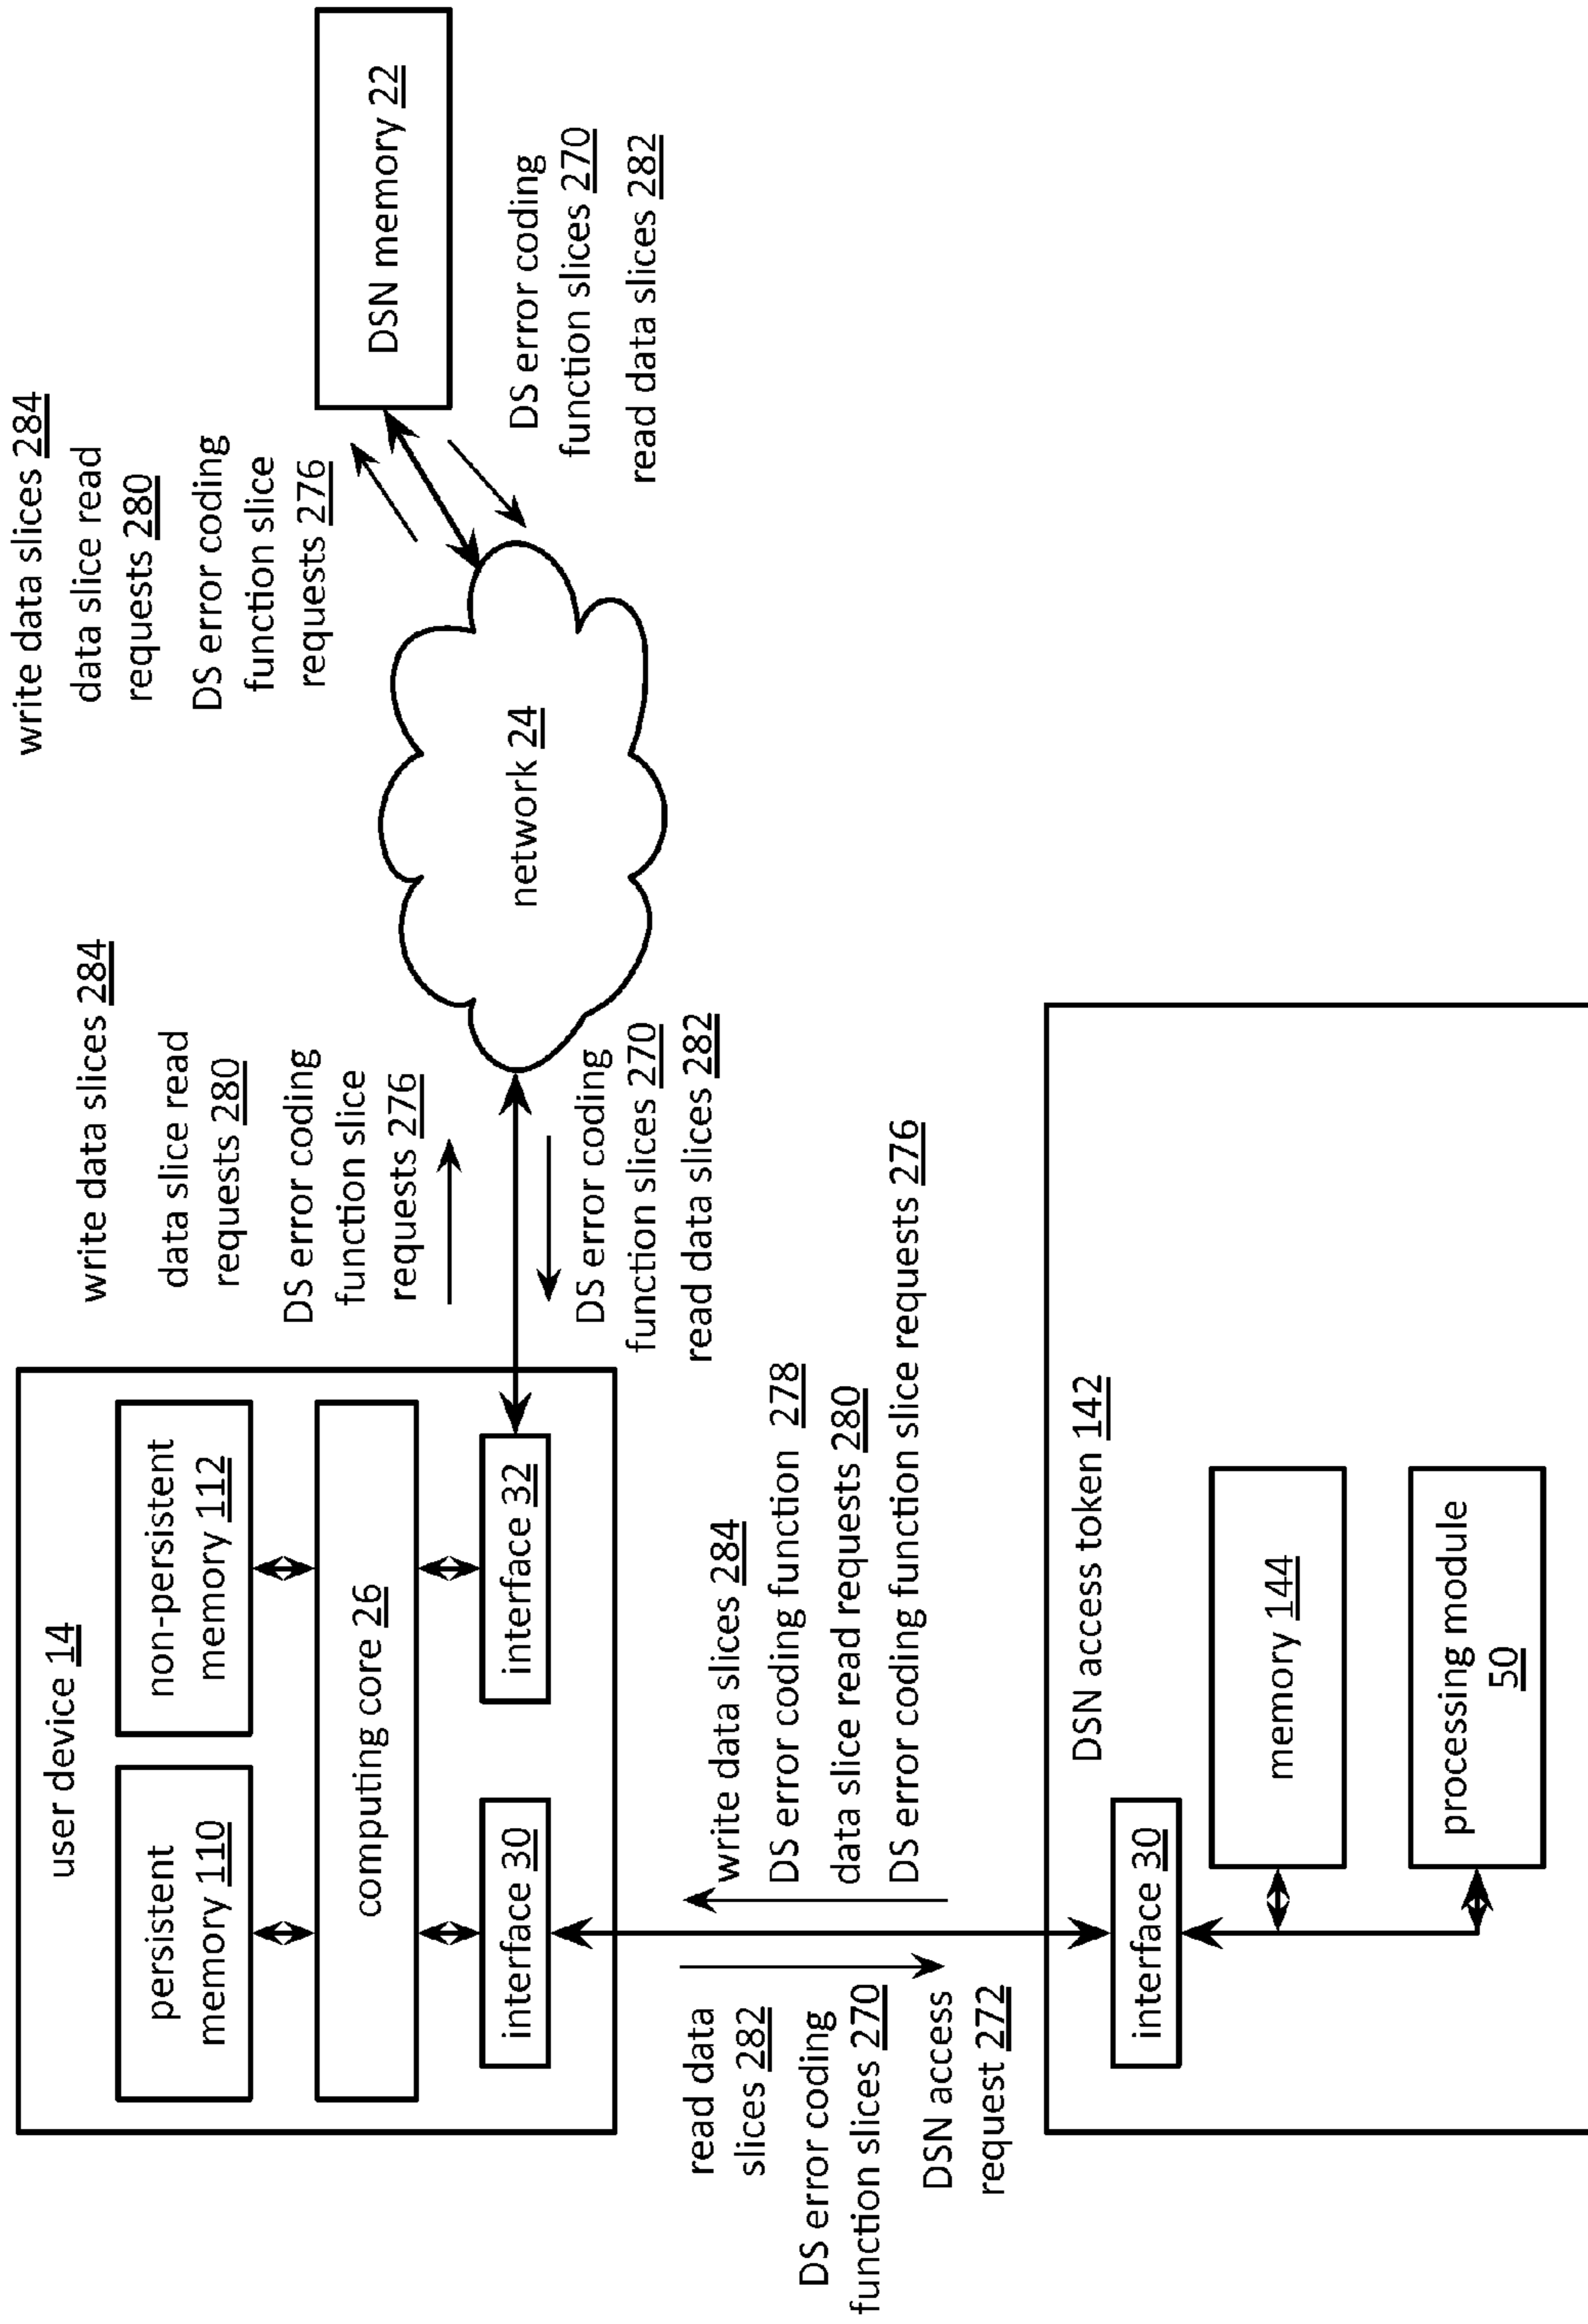 user device 14
persistent
memory 110
non-persistent
memory 112
computing core 26
interface 30
interface 32
write data slices 284
data slice read
requests 280
DS error coding
function slice
requests 276
DS error coding
function slices 270
read data slices 282
network 24
write data slices 284
data slice read
requests 280
DS error coding
function slice
requests 276
DSN memory 22
DS error coding
function slices 270
read data slices 282
read data
slices 282
DS error coding
function slices 270
DSN access
request 272
write data slices 284
DS error coding function 278
data slice read requests 280
DS error coding function slice requests 276
DSN access token 142
interface 30
memory 144
processing module
50